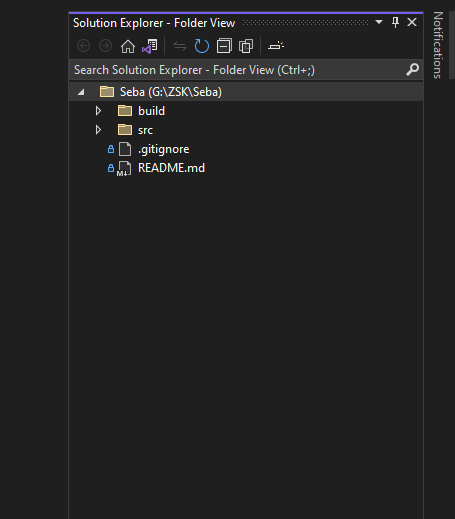 Solution Explorer - Folder View
Notifications
Search Solution Explorer - Folder View (Ctrl+;)
Seba (G:\ZSK\Seba)
build
src
.gitignore
M↓ README.md